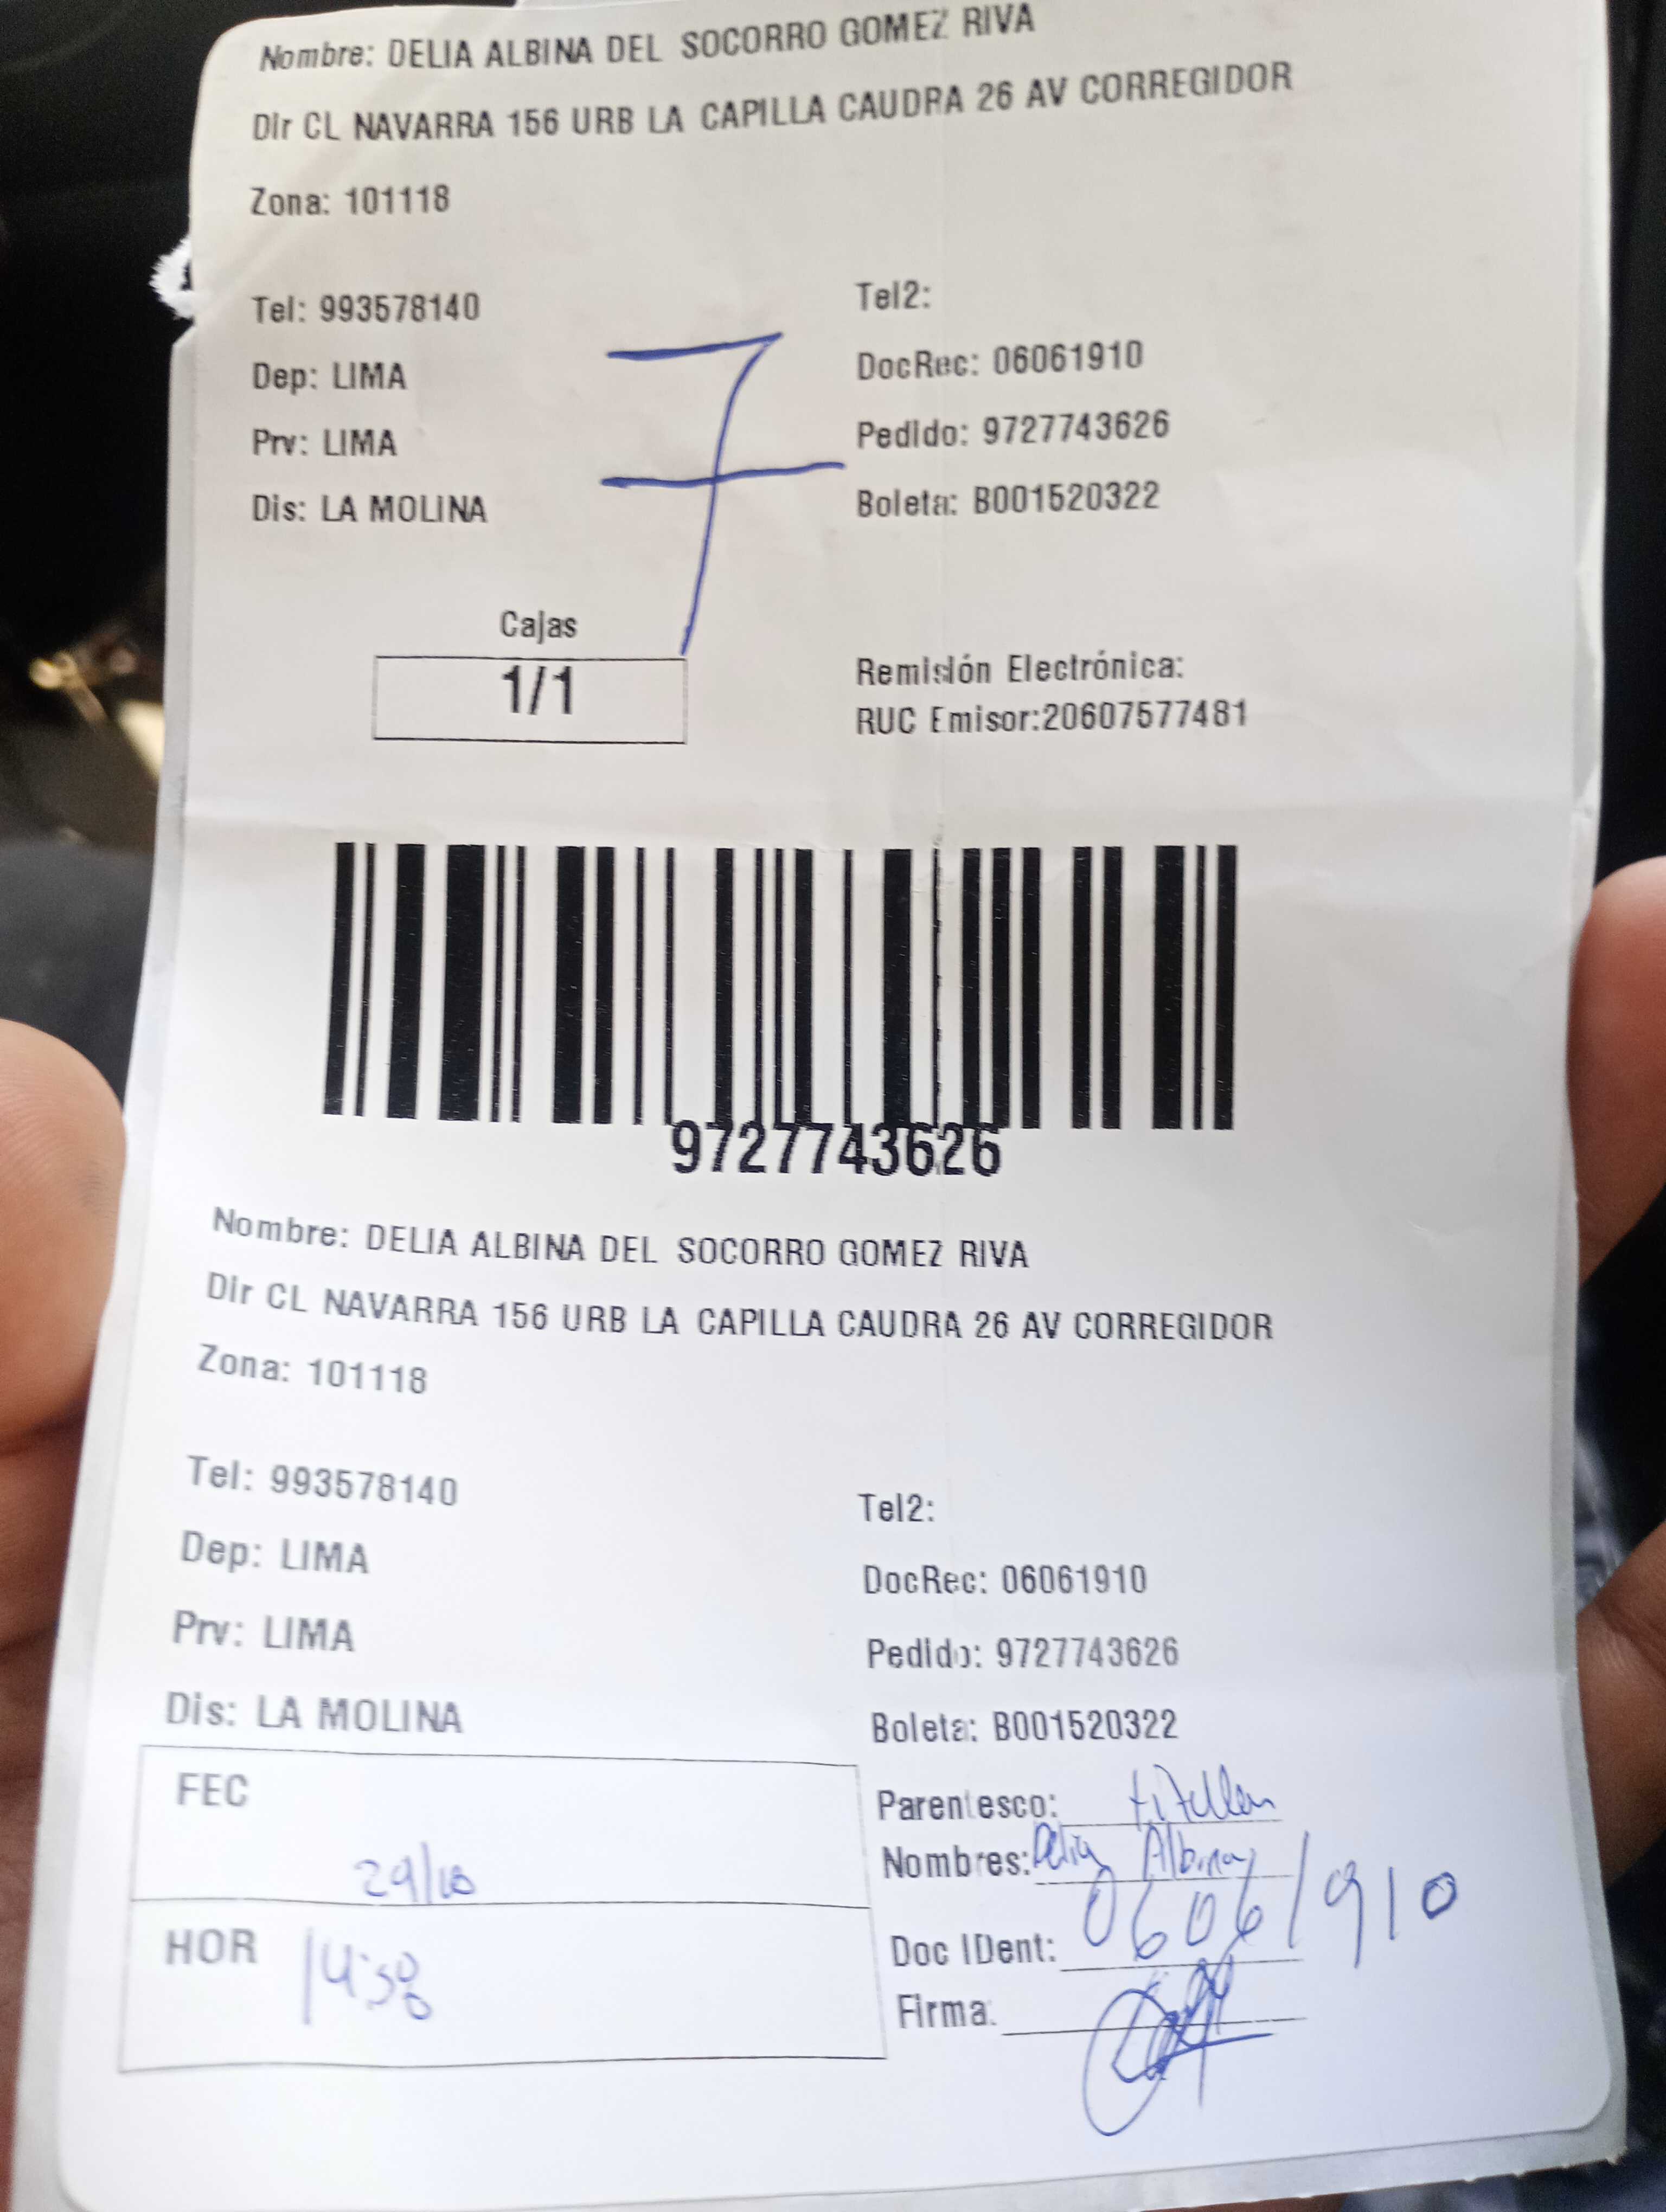 Nombre: DELIA ALBINA DEL SOCORRO GOMEZ RIVA
Dir CL NAVARRA 156 URB LA CAPILLA CAUDRA 26 AV CORREGIDOR
Zona: 101118
Tel: 993578140 Tel2:
Dep: LIMA DocRec: 06061910
Prv: LIMA Pedido: 9727743626
Dis: LA MOLINA Boleta: B001520322
7
Cajas
1/1
Remisión Electrónica:
RUC Emisor:20607577481
9727743626
Nombre: DELIA ALBINA DEL SOCORRO GOMEZ RIVA
Dir CL NAVARRA 156 URB LA CAPILLA CAUDRA 26 AV CORREGIDOR
Zona: 101118
Tel: 993578140 Tel2:
Dep: LIMA DocRec: 06061910
Prv: LIMA Pedido: 9727743626
Dis: LA MOLINA Boleta: B001520322
FEC 29/10
HOR 14:38
Parentesco:
Nombres: Delia Albina
Doc IDent: 06061910
Firma: